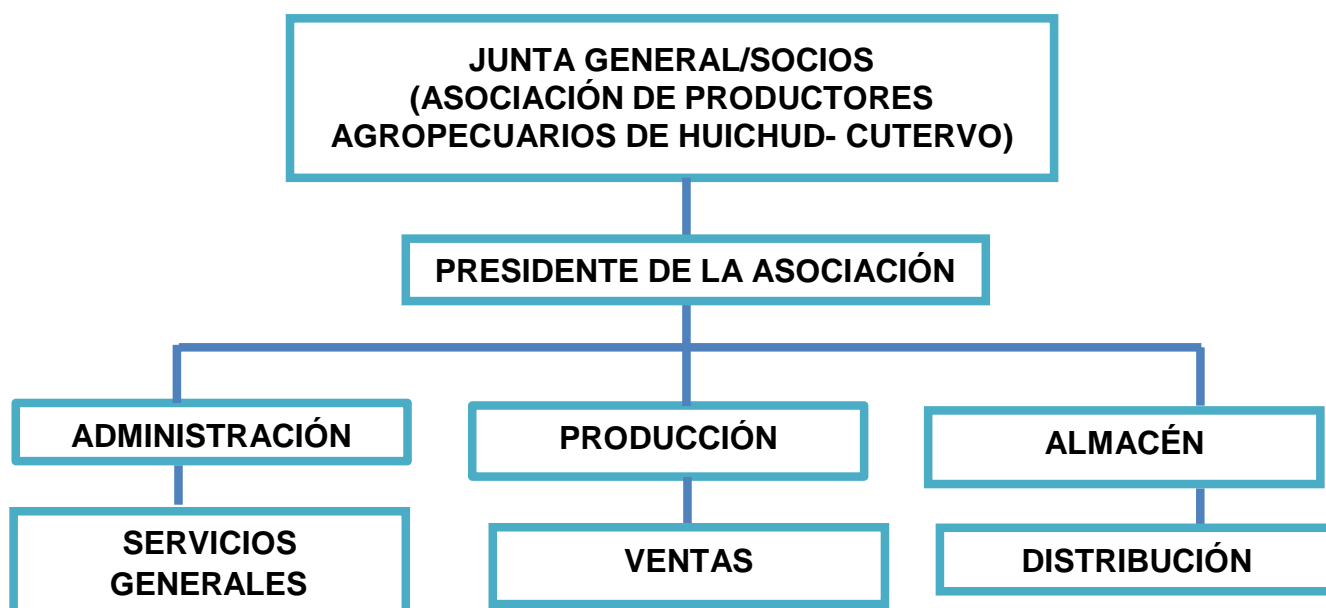 JUNTA GENERAL/SOCIOS
(ASOCIACIÓN DE PRODUCTORES
AGROPECUARIOS DE HUICHUD- CUTERVO)
PRESIDENTE DE LA ASOCIACIÓN
ADMINISTRACIÓN
PRODUCCIÓN
ALMACÉN
SERVICIOS
GENERALES
VENTAS
DISTRIBUCIÓN